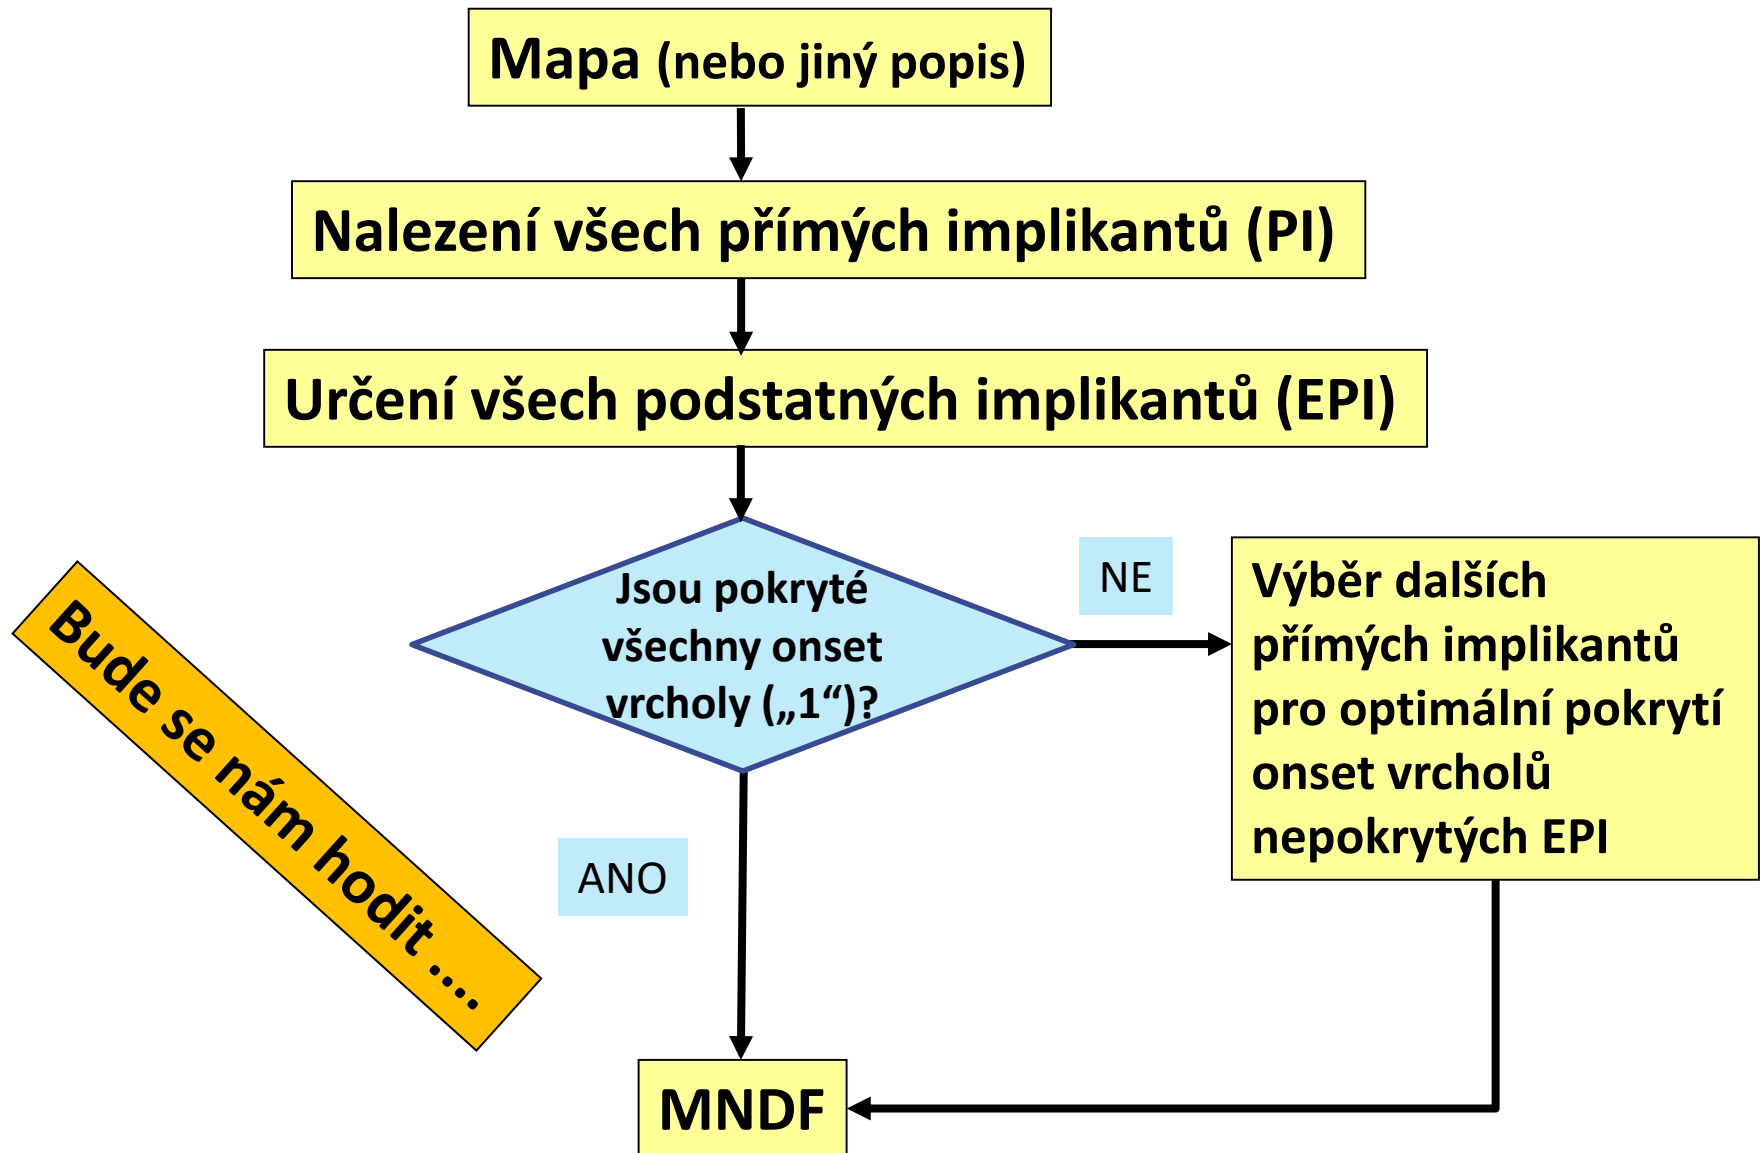 Mapa (nebo jiný popis)
Nalezení všech přímých implikantů (PI)
Určení všech podstatných implikantů (EPI)
Jsou pokryté
všechny onset
vrcholy („1“)?
NE
Výběr dalších
přímých implikantů
pro optimální pokrytí
onset vrcholů
nepokrytých EPI
Bude se nám hodit ....
ANO
MNDF